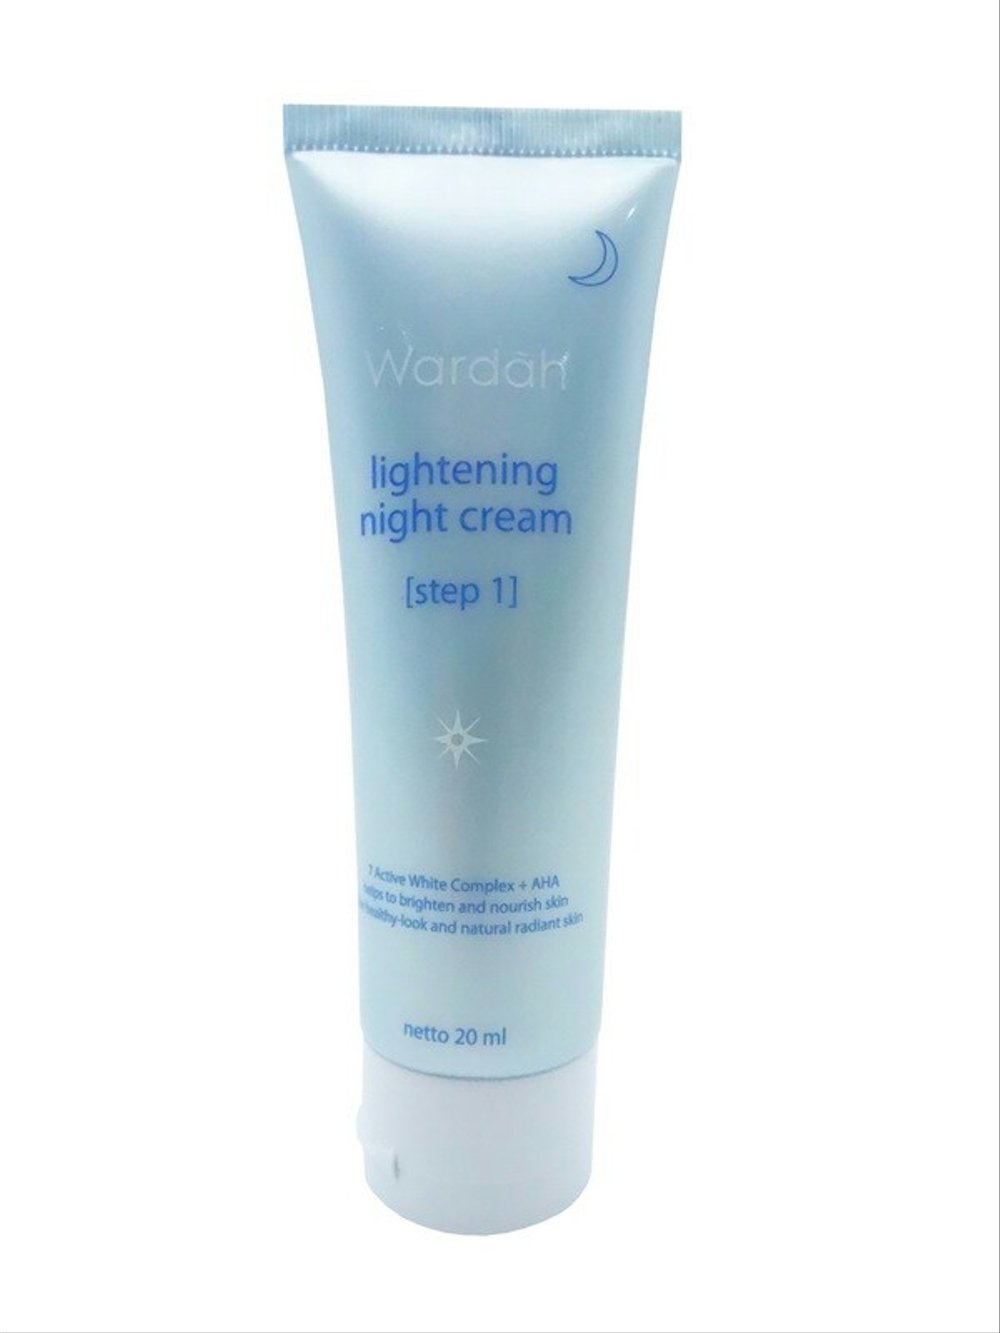 Wardah
lightening
night cream
[step 1]
7 Active White Complex + AHA
helps to brighten and nourish skin
healthy-look and natural radiant skin
netto 20 ml